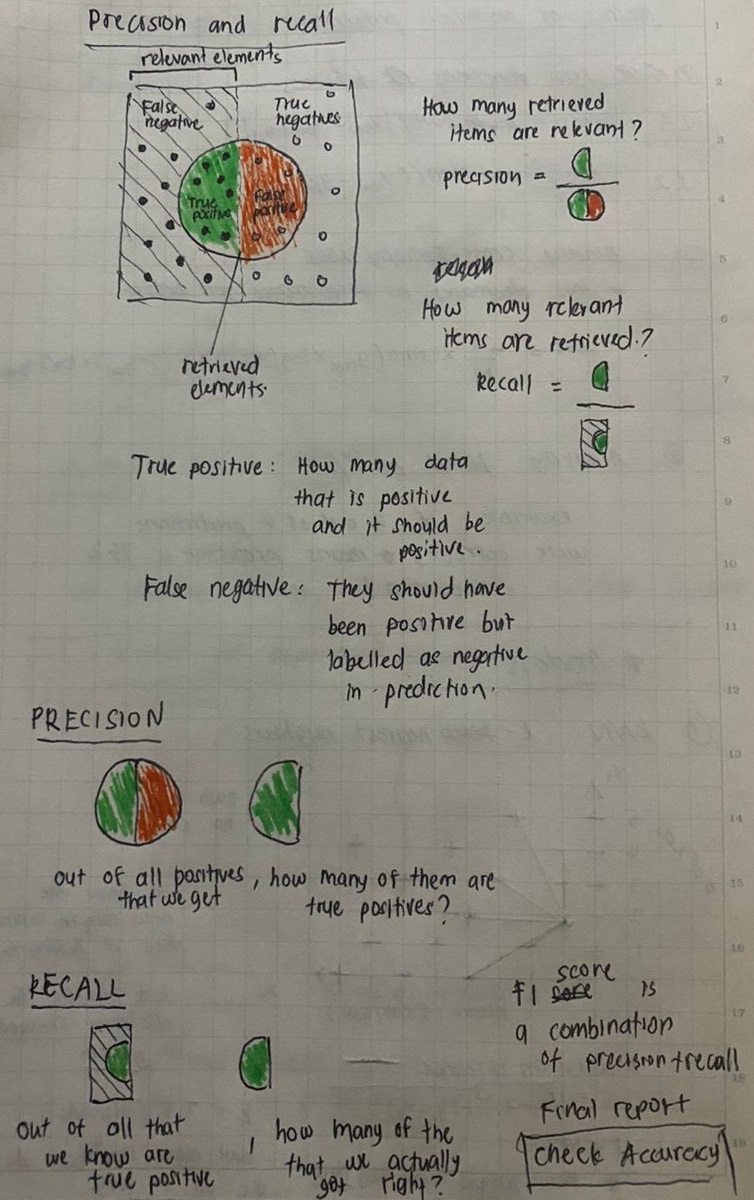 Precision and recall
relevant elements
False
negative
True
negatives
True
positive
False
positive
retrieved
elements.
How many retrieved
items are relevant?
precision =
How many relevant
items are retrieved.?
Recall =
True positive: How many data
that is positive
and it should be
positive.
False negative: They should have
been positive but
labelled as negative
in prediction.
PRECISION
out of all positives, how many of them are
that we get true positives?
RECALL
out of all that
we know are
true positive
, how many of the
that we actually
got right?
F1 score is
a combination
of precision + recall
Final report
Check Accuracy
1
2
3
4
5
6
7
8
9
10
11
12
13
14
15
16
17
18
19